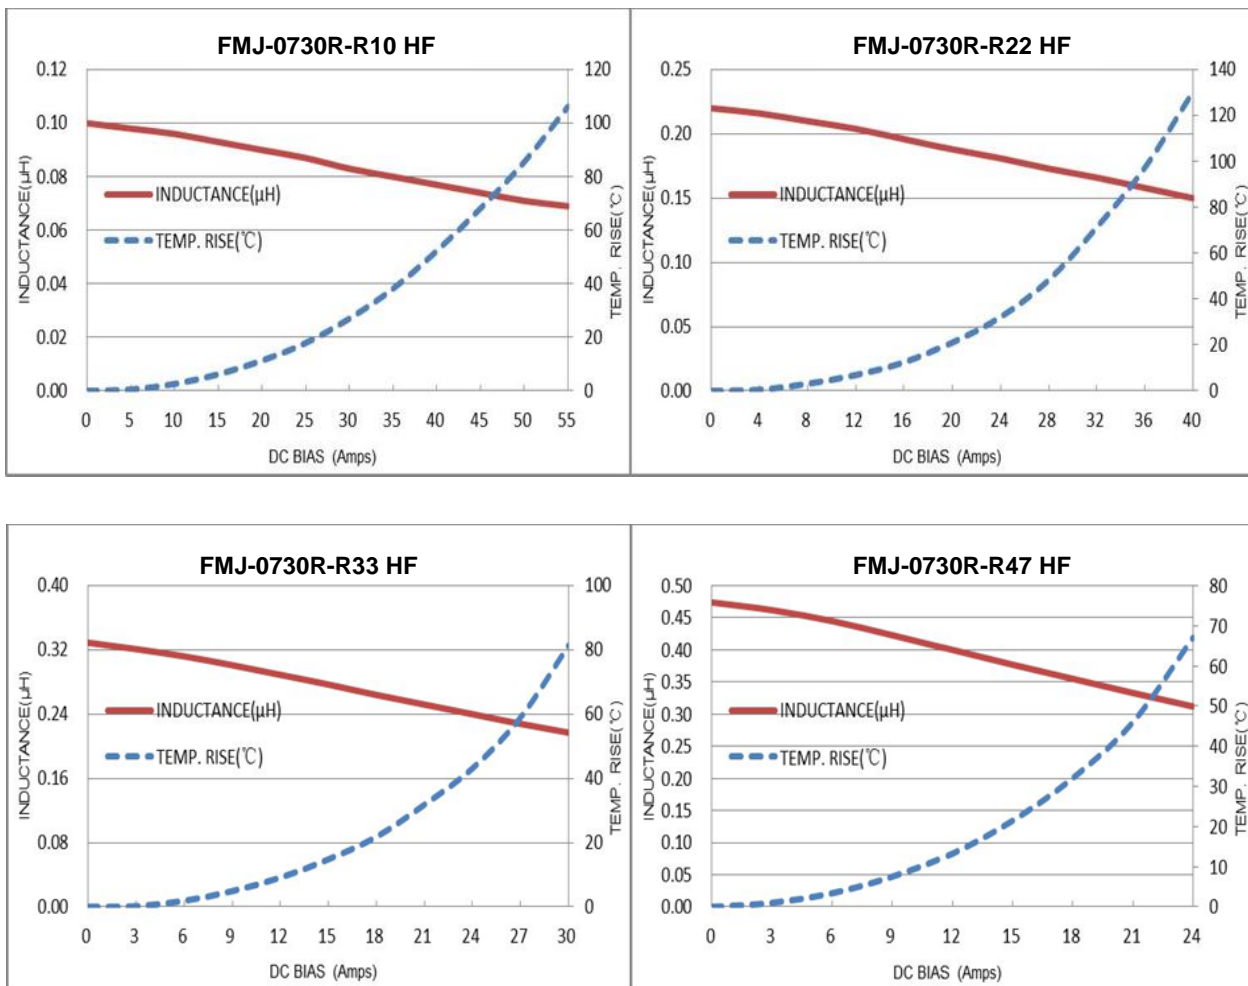 FMJ-0730R-R10 HF
0.12
0.10
0.08
0.06
0.04
0.02
0.00
120
100
80
60
40
20
0
INDUCTANCE(μH)
TEMP. RISE(℃)
INDUCTANCE(μH)
TEMP. RISE(℃)
0 5 10 15 20 25 30 35 40 45 50 55
DC BIAS (Amps)
FMJ-0730R-R22 HF
0.25
0.20
0.15
0.10
0.05
0.00
140
120
100
80
60
40
20
0
INDUCTANCE(μH)
TEMP. RISE(℃)
INDUCTANCE(μH)
TEMP. RISE(℃)
0 4 8 12 16 20 24 28 32 36 40
DC BIAS (Amps)
FMJ-0730R-R33 HF
0.40
0.32
0.24
0.16
0.08
0.00
100
80
60
40
20
0
INDUCTANCE(μH)
TEMP. RISE(℃)
INDUCTANCE(μH)
TEMP. RISE(℃)
0 3 6 9 12 15 18 21 24 27 30
DC BIAS (Amps)
FMJ-0730R-R47 HF
0.50
0.45
0.40
0.35
0.30
0.25
0.20
0.15
0.10
0.05
0.00
80
70
60
50
40
30
20
10
0
INDUCTANCE(μH)
TEMP. RISE(℃)
INDUCTANCE(μH)
TEMP. RISE(℃)
0 3 6 9 12 15 18 21 24
DC BIAS (Amps)